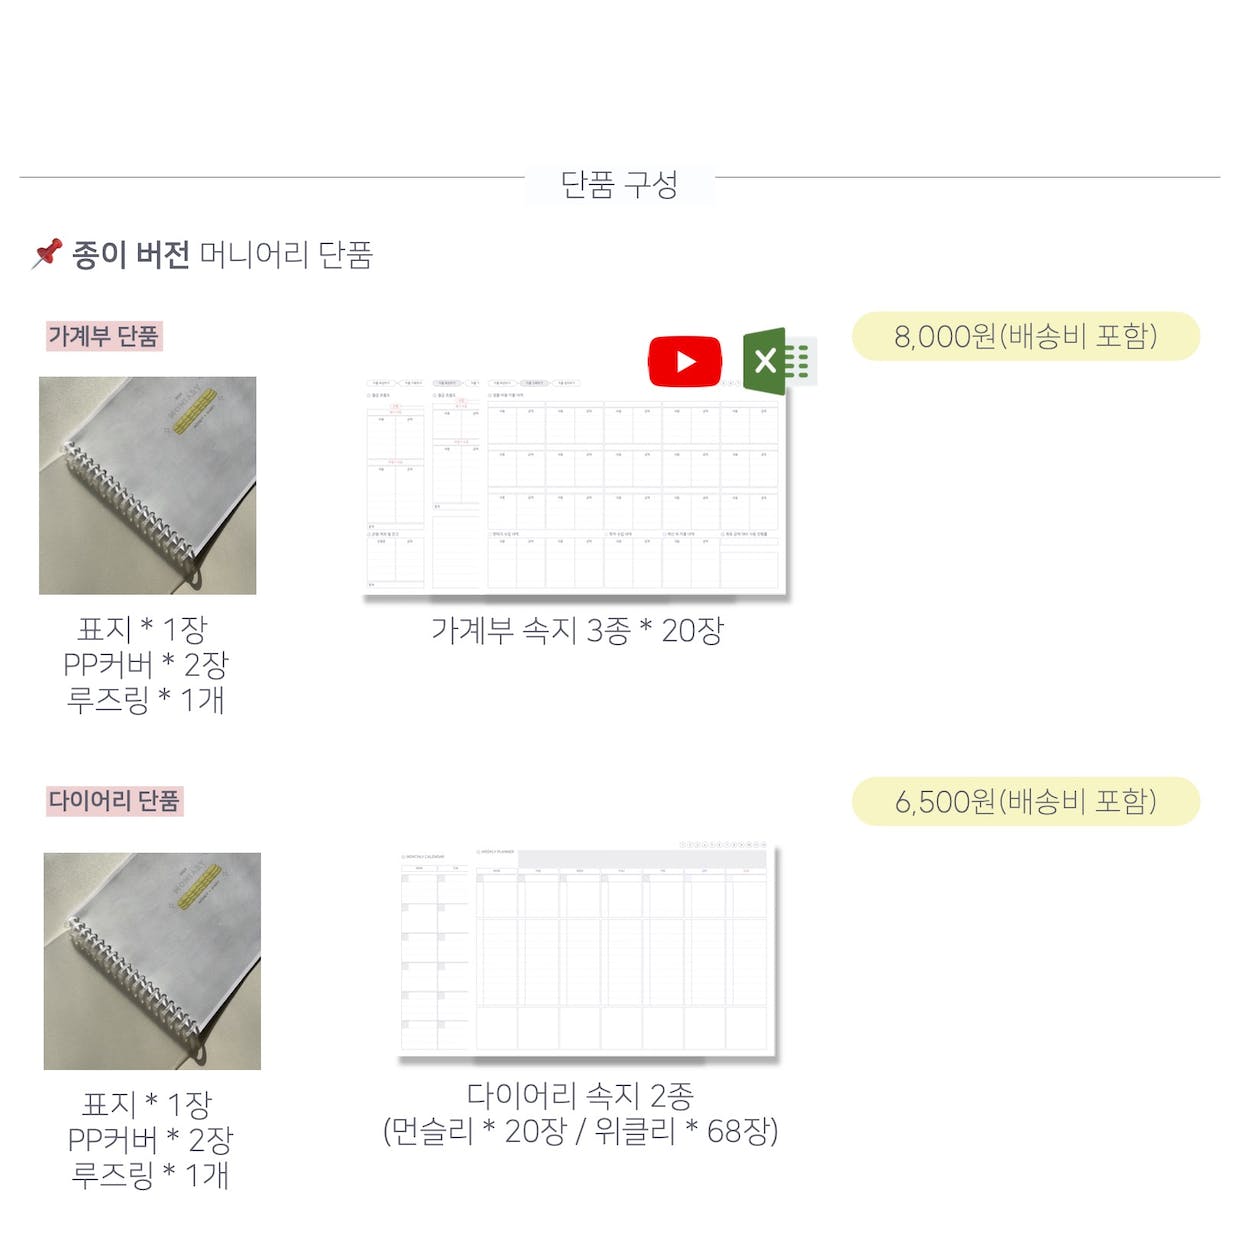 단품 구성
종이 버전 머니어리 단품
가계부 단품
8,000원(배송비 포함)
표지 * 1장
PP커버 * 2장
루즈링 * 1개
가계부 속지 3종 * 20장
다이어리 단품
6,500원(배송비 포함)
MONTHLY CALENDAR
WEEKLY PLANNER
표지 * 1장
PP커버 * 2장
루즈링 * 1개
다이어리 속지 2종
(먼슬리 * 20장 / 위클리 * 68장)